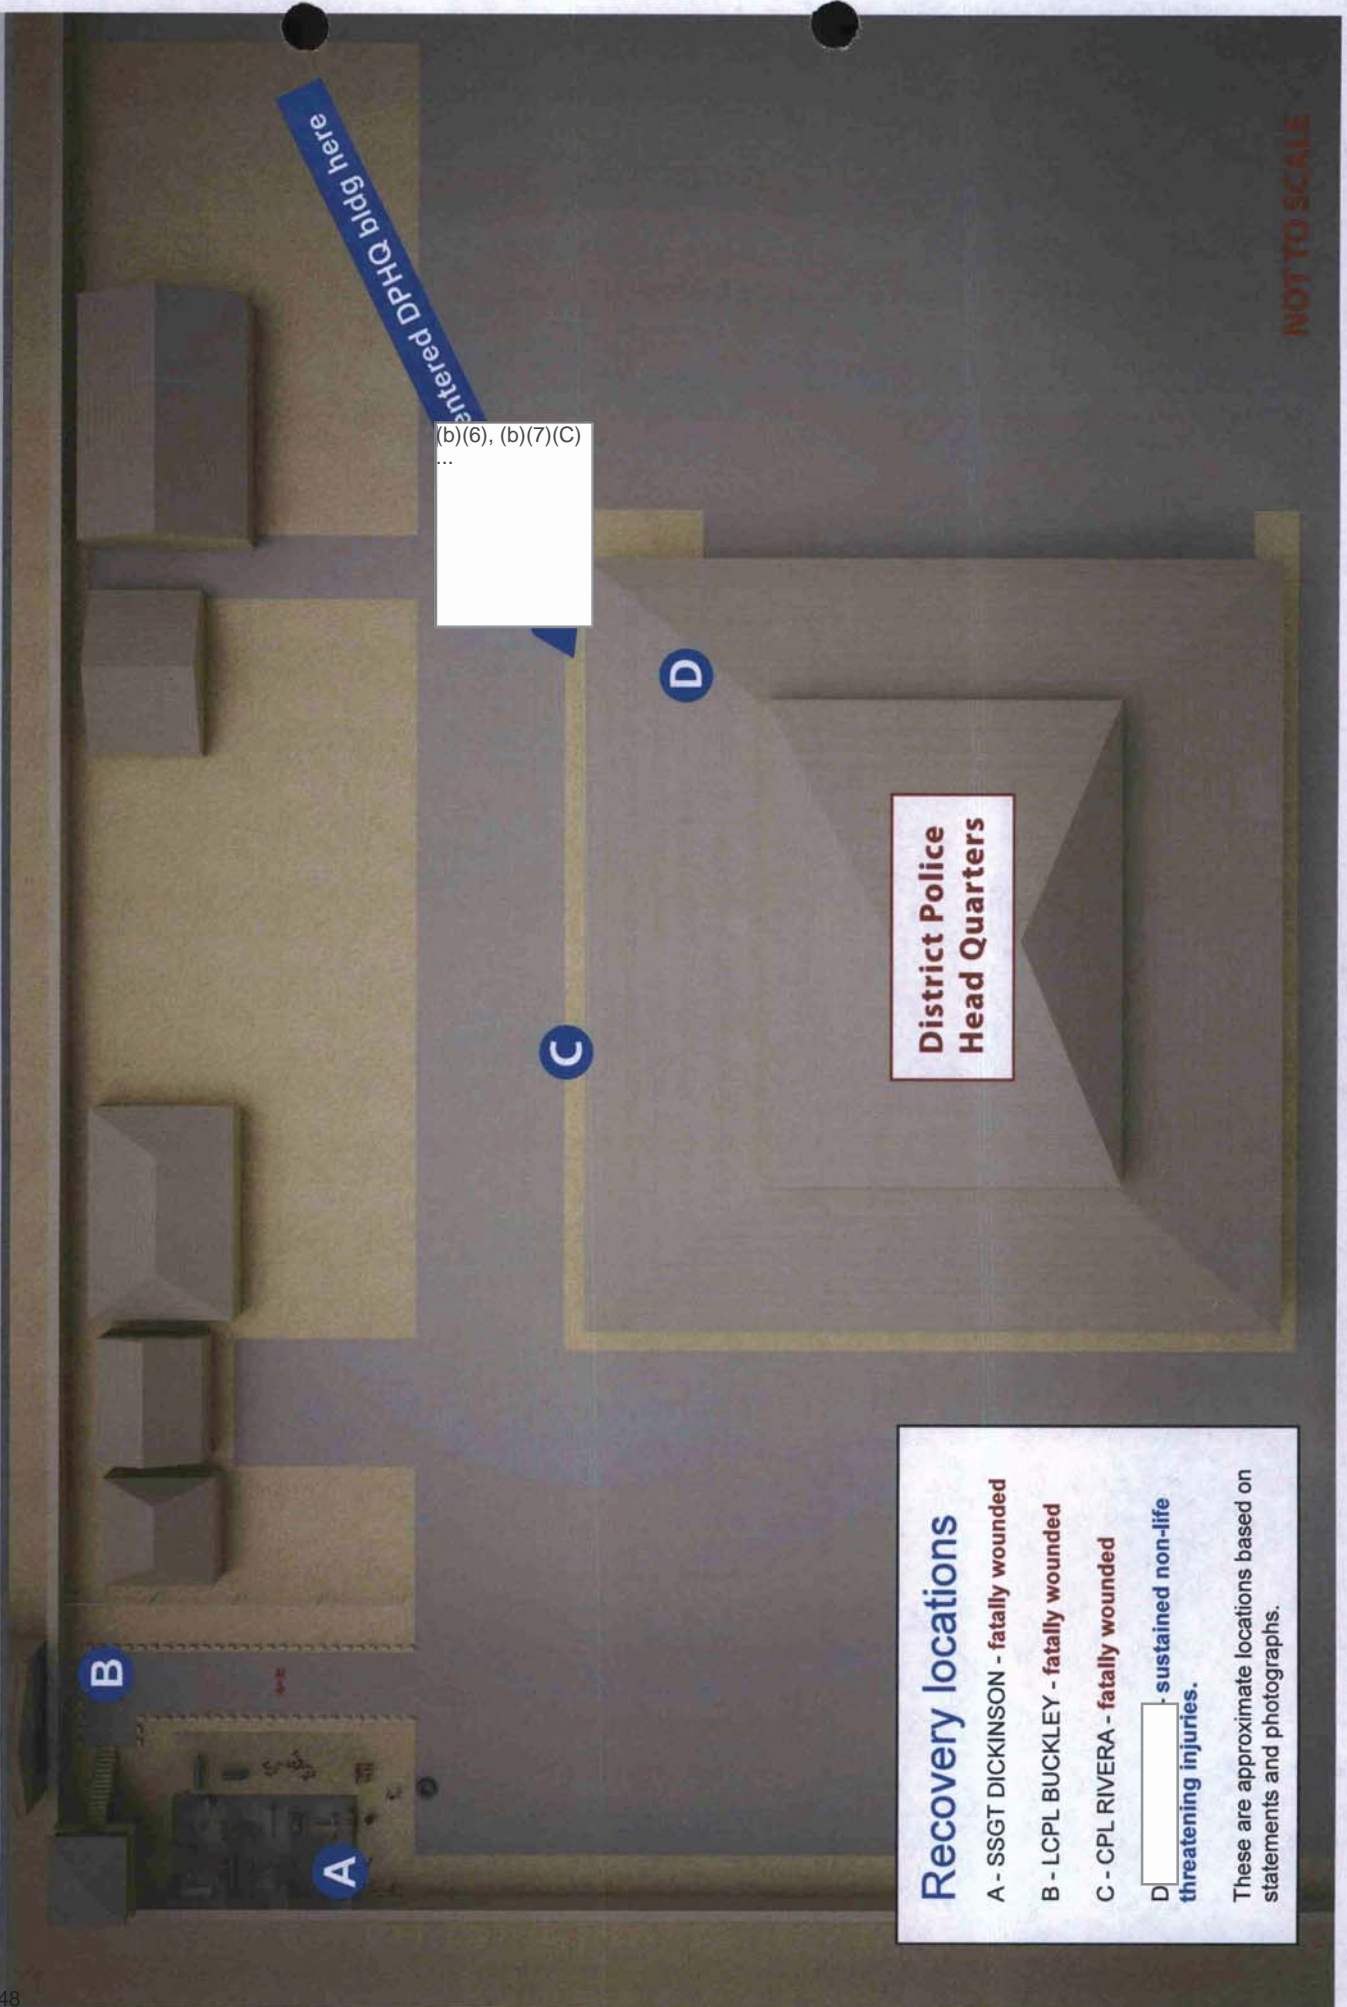 entered DPHQ bldg here
(b)(6), (b)(7)(C)
...
NOT TO SCALE
D
C
B
A
District Police
Head Quarters
Recovery locations
A - SSGT DICKINSON - fatally wounded
B - LCPL BUCKLEY - fatally wounded
C - CPL RIVERA - fatally wounded
D - sustained non-life
threatening injuries.
These are approximate locations based on
statements and photographs.
48